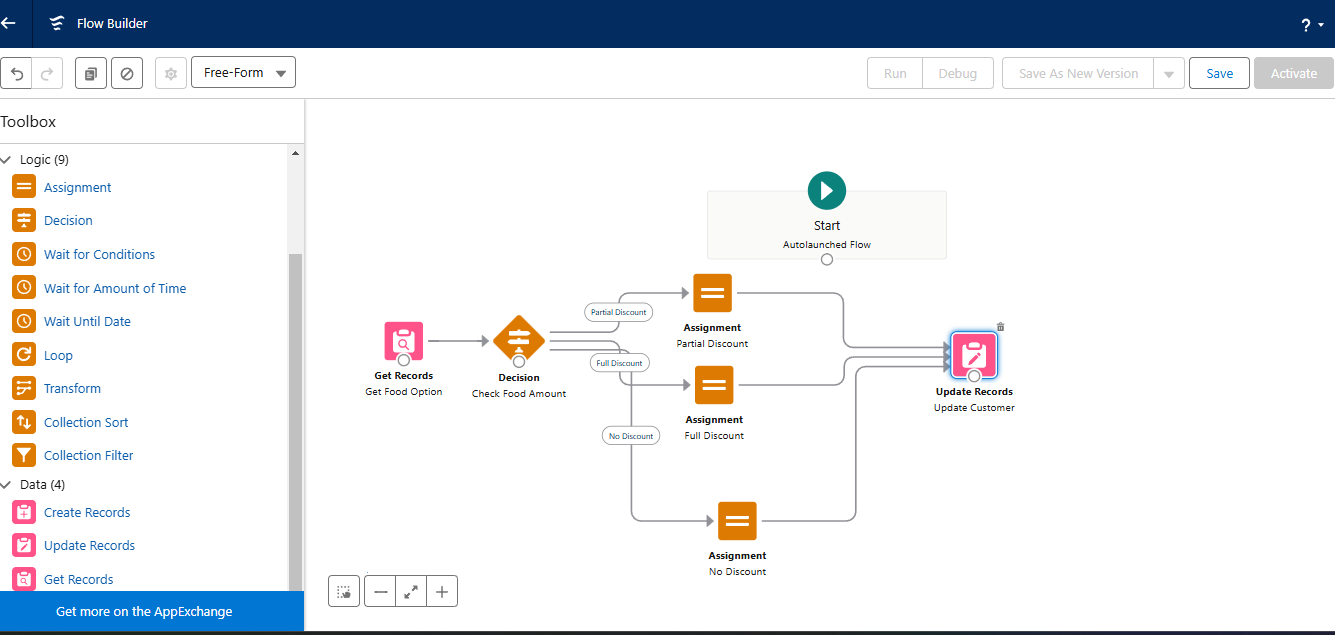 Flow Builder
?
Free-Form
Run
Debug
Save As New Version
Save
Activate
Toolbox
Logic (9)
Assignment
Decision
Wait for Conditions
Wait for Amount of Time
Wait Until Date
Loop
Transform
Collection Sort
Collection Filter
Data (4)
Create Records
Update Records
Get Records
Get more on the AppExchange
Start
Autolaunched Flow
Get Records
Get Food Option
Decision
Check Food Amount
Partial Discount
Full Discount
No Discount
Assignment
Partial Discount
Assignment
Full Discount
Assignment
No Discount
Update Records
Update Customer